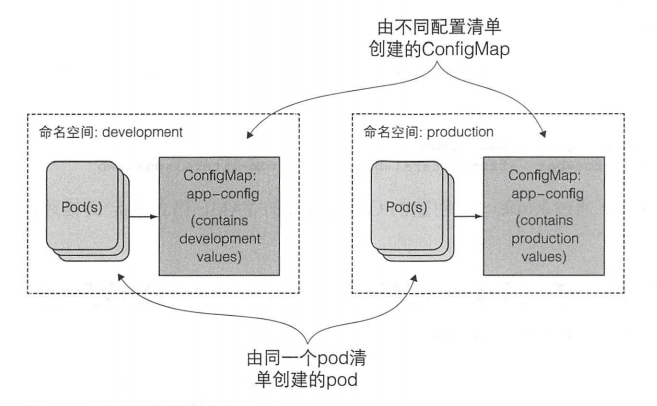 由不同配置清单
创建的ConfigMap
命名空间: development
Pod(s)
ConfigMap:
app-config
(contains
development
values)
命名空间: production
Pod(s)
ConfigMap:
app-config
(contains
production
values)
由同一个pod清
单创建的pod